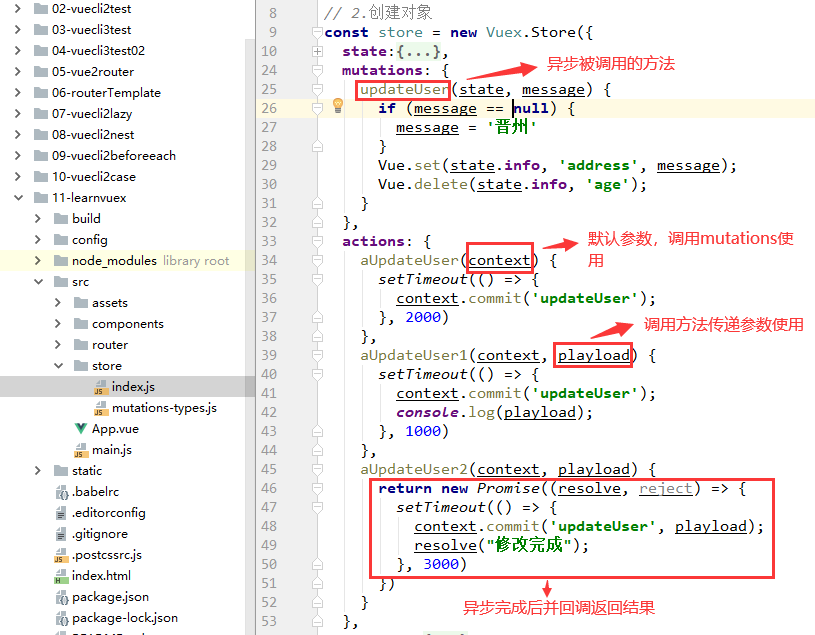 02-vuecli2test
03-vuecli3test
04-vuecli3test02
05-vue2router
06-routerTemplate
07-vuecli2lazy
08-vuecli2nest
09-vuecli2beforeeach
10-vuecli2case
11-learnvuex
build
config
node_modules library root
src
assets
components
router
store
index.js
mutations-types.js
App.vue
main.js
static
.babelrc
.editorconfig
.gitignore
.postcssrc.js
index.html
package.json
package-lock.json
8 // 2.创建对象
9 const store = new Vuex.Store({
10 state:{...},
24 mutations: {
异步被调用的方法
25 updateUser(state, message) {
26 if (message == null) {
27 message = '晋州'
28 }
29 Vue.set(state.info, 'address', message);
30 Vue.delete(state.info, 'age');
31 }
32 },
33 actions: {
默认参数，调用mutations使
用
34 aUpdateUser(context) {
35 setTimeout(() => {
36 context.commit('updateUser');
37 }, 2000)
38 },
调用方法传递参数使用
39 aUpdateUser1(context, playload) {
40 setTimeout(() => {
41 context.commit('updateUser');
42 console.log(playload);
43 }, 1000)
44 },
45 aUpdateUser2(context, playload) {
46 return new Promise((resolve, reject) => {
47 setTimeout(() => {
48 context.commit('updateUser', playload);
49 resolve("修改完成");
50 }, 3000)
51 })
52 }
异步完成后并回调返回结果
53 },